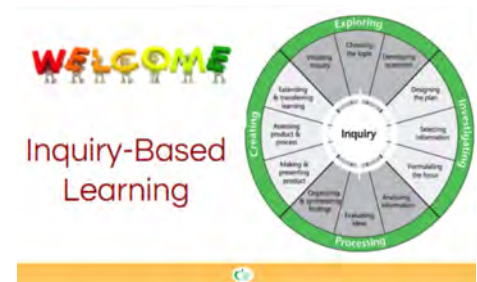 WELCOME
Inquiry-Based
Learning
Exploring
Investigating
Processing
Creating
Inquiry
Choosing
the topic
Developing
questions
Designing
the plan
Selecting
information
Formulating
the focus
Analysing
information
Evaluating
ideas
Organizing
& synthesizing
findings
Making &
presenting
product
Assessing
product &
process
Extending
& transferring
learning
Initiating
inquiry